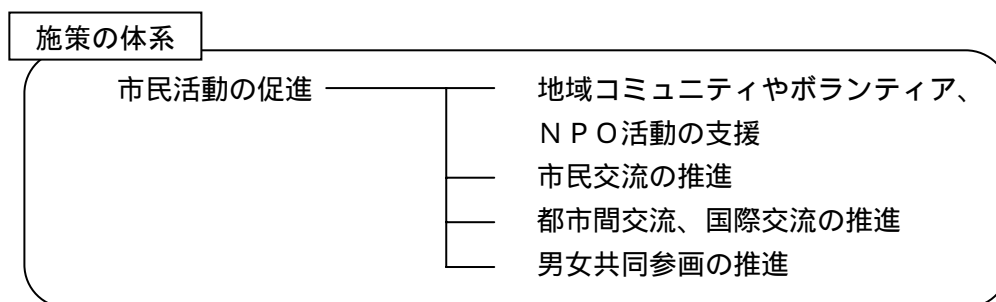 施策の体系
市民活動の促進
地域コミュニティやボランティア、
ＮＰＯ活動の支援
市民交流の推進
都市間交流、国際交流の推進
男女共同参画の推進